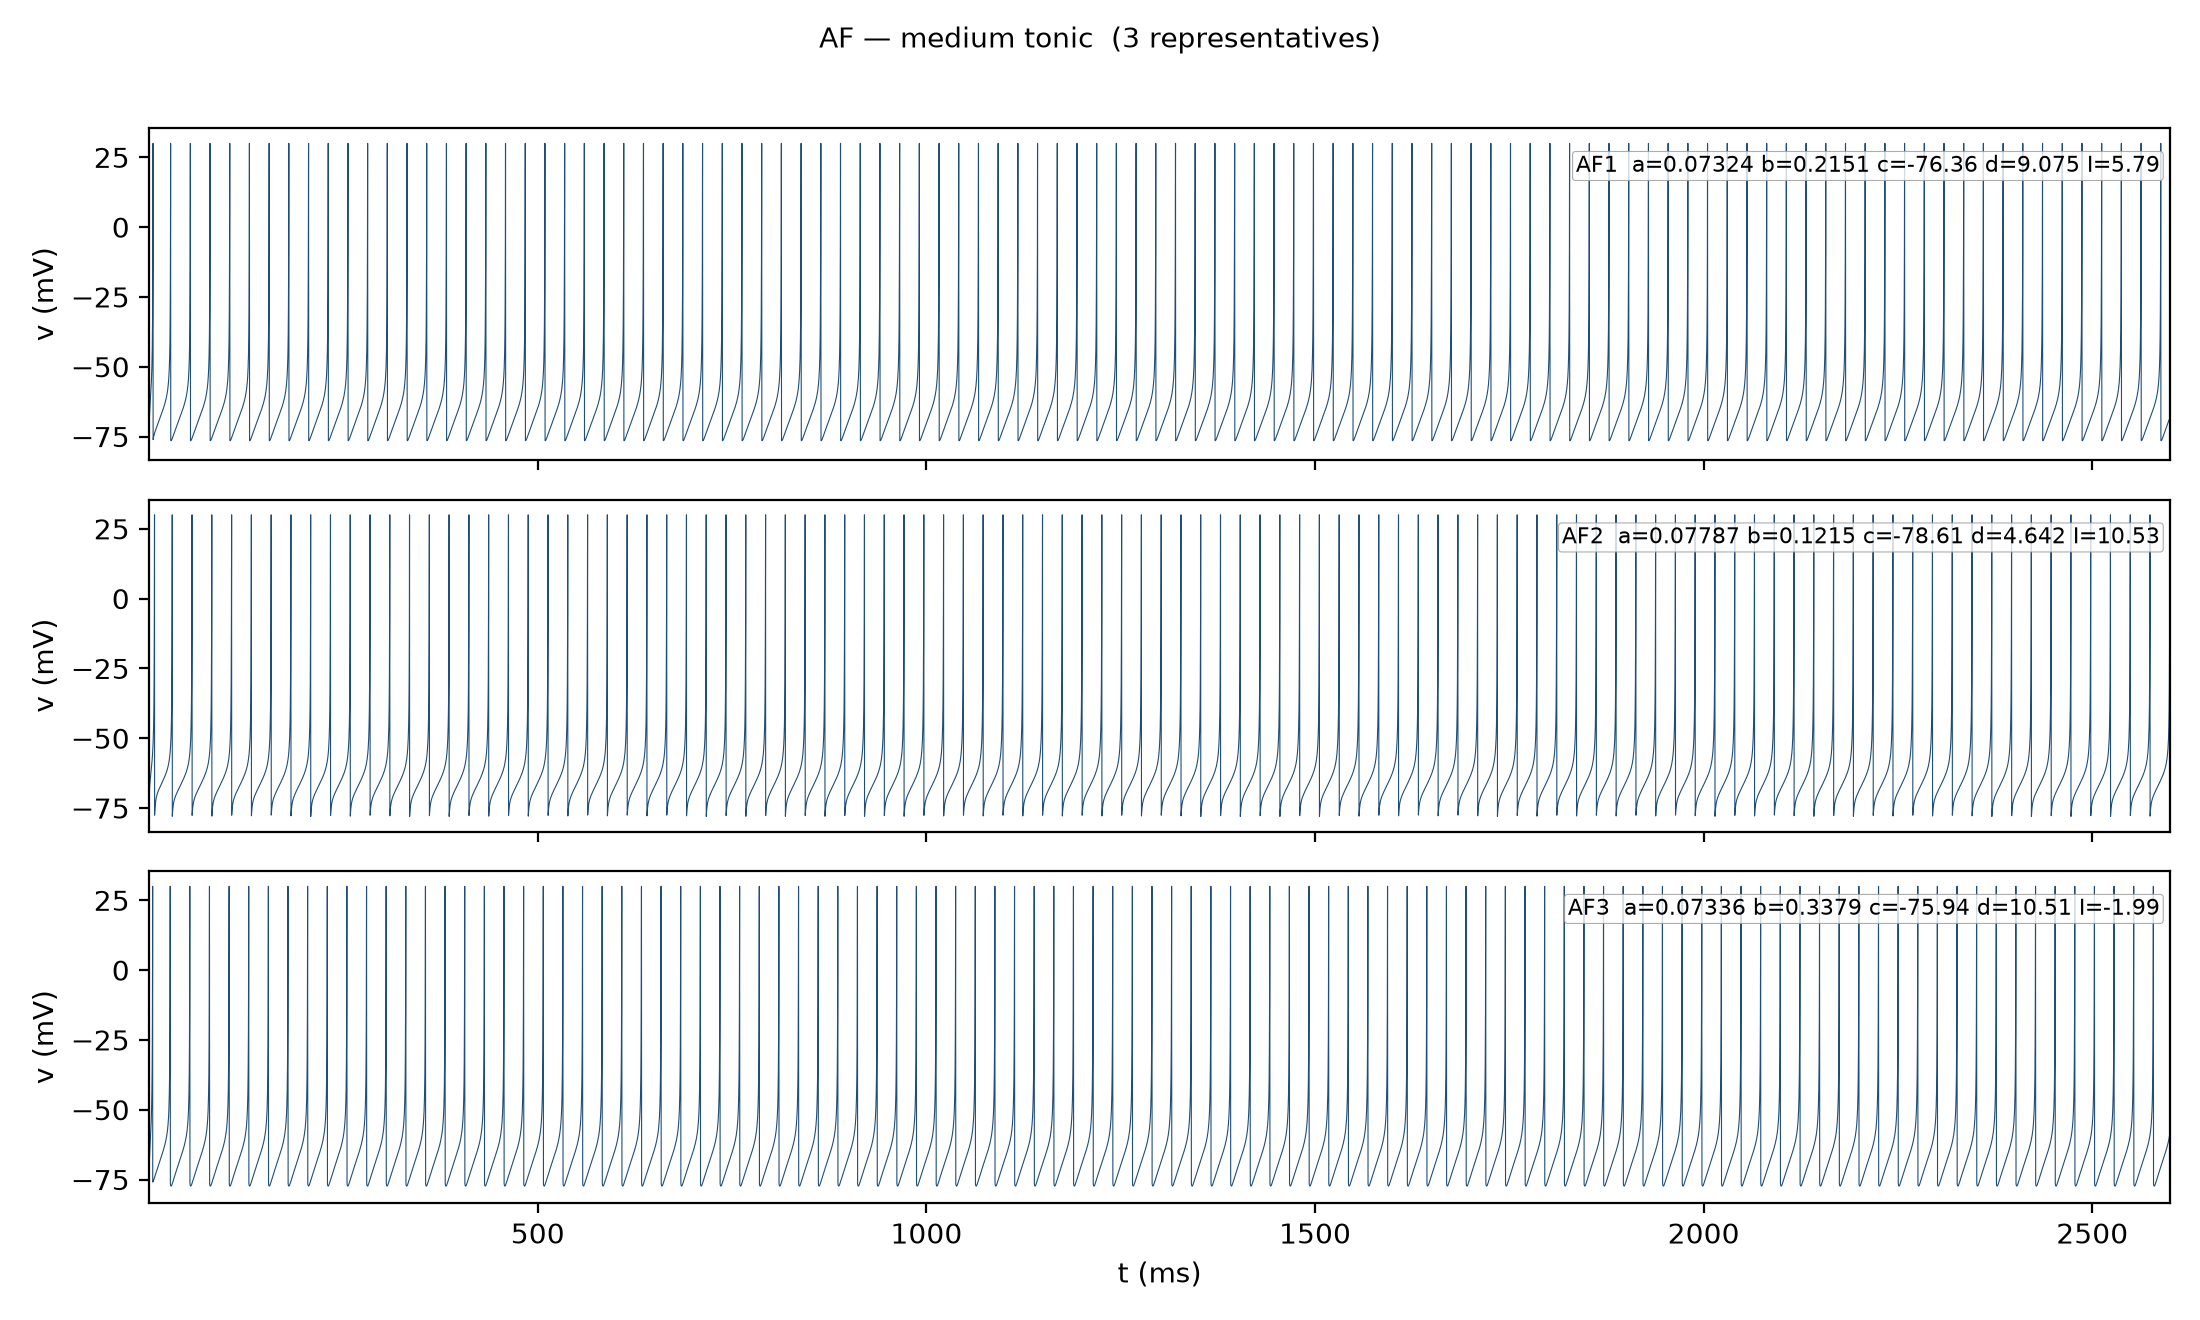 AF — medium tonic  (3 representatives)
25
0
−25
−50
−75
v (mV)
AF1  a=0.07324 b=0.2151 c=-76.36 d=9.075 I=5.79
25
0
−25
−50
−75
v (mV)
AF2  a=0.07787 b=0.1215 c=-78.61 d=4.642 I=10.53
25
0
−25
−50
−75
v (mV)
AF3  a=0.07336 b=0.3379 c=-75.94 d=10.51 I=-1.99
500 1000 1500 2000 2500
t (ms)